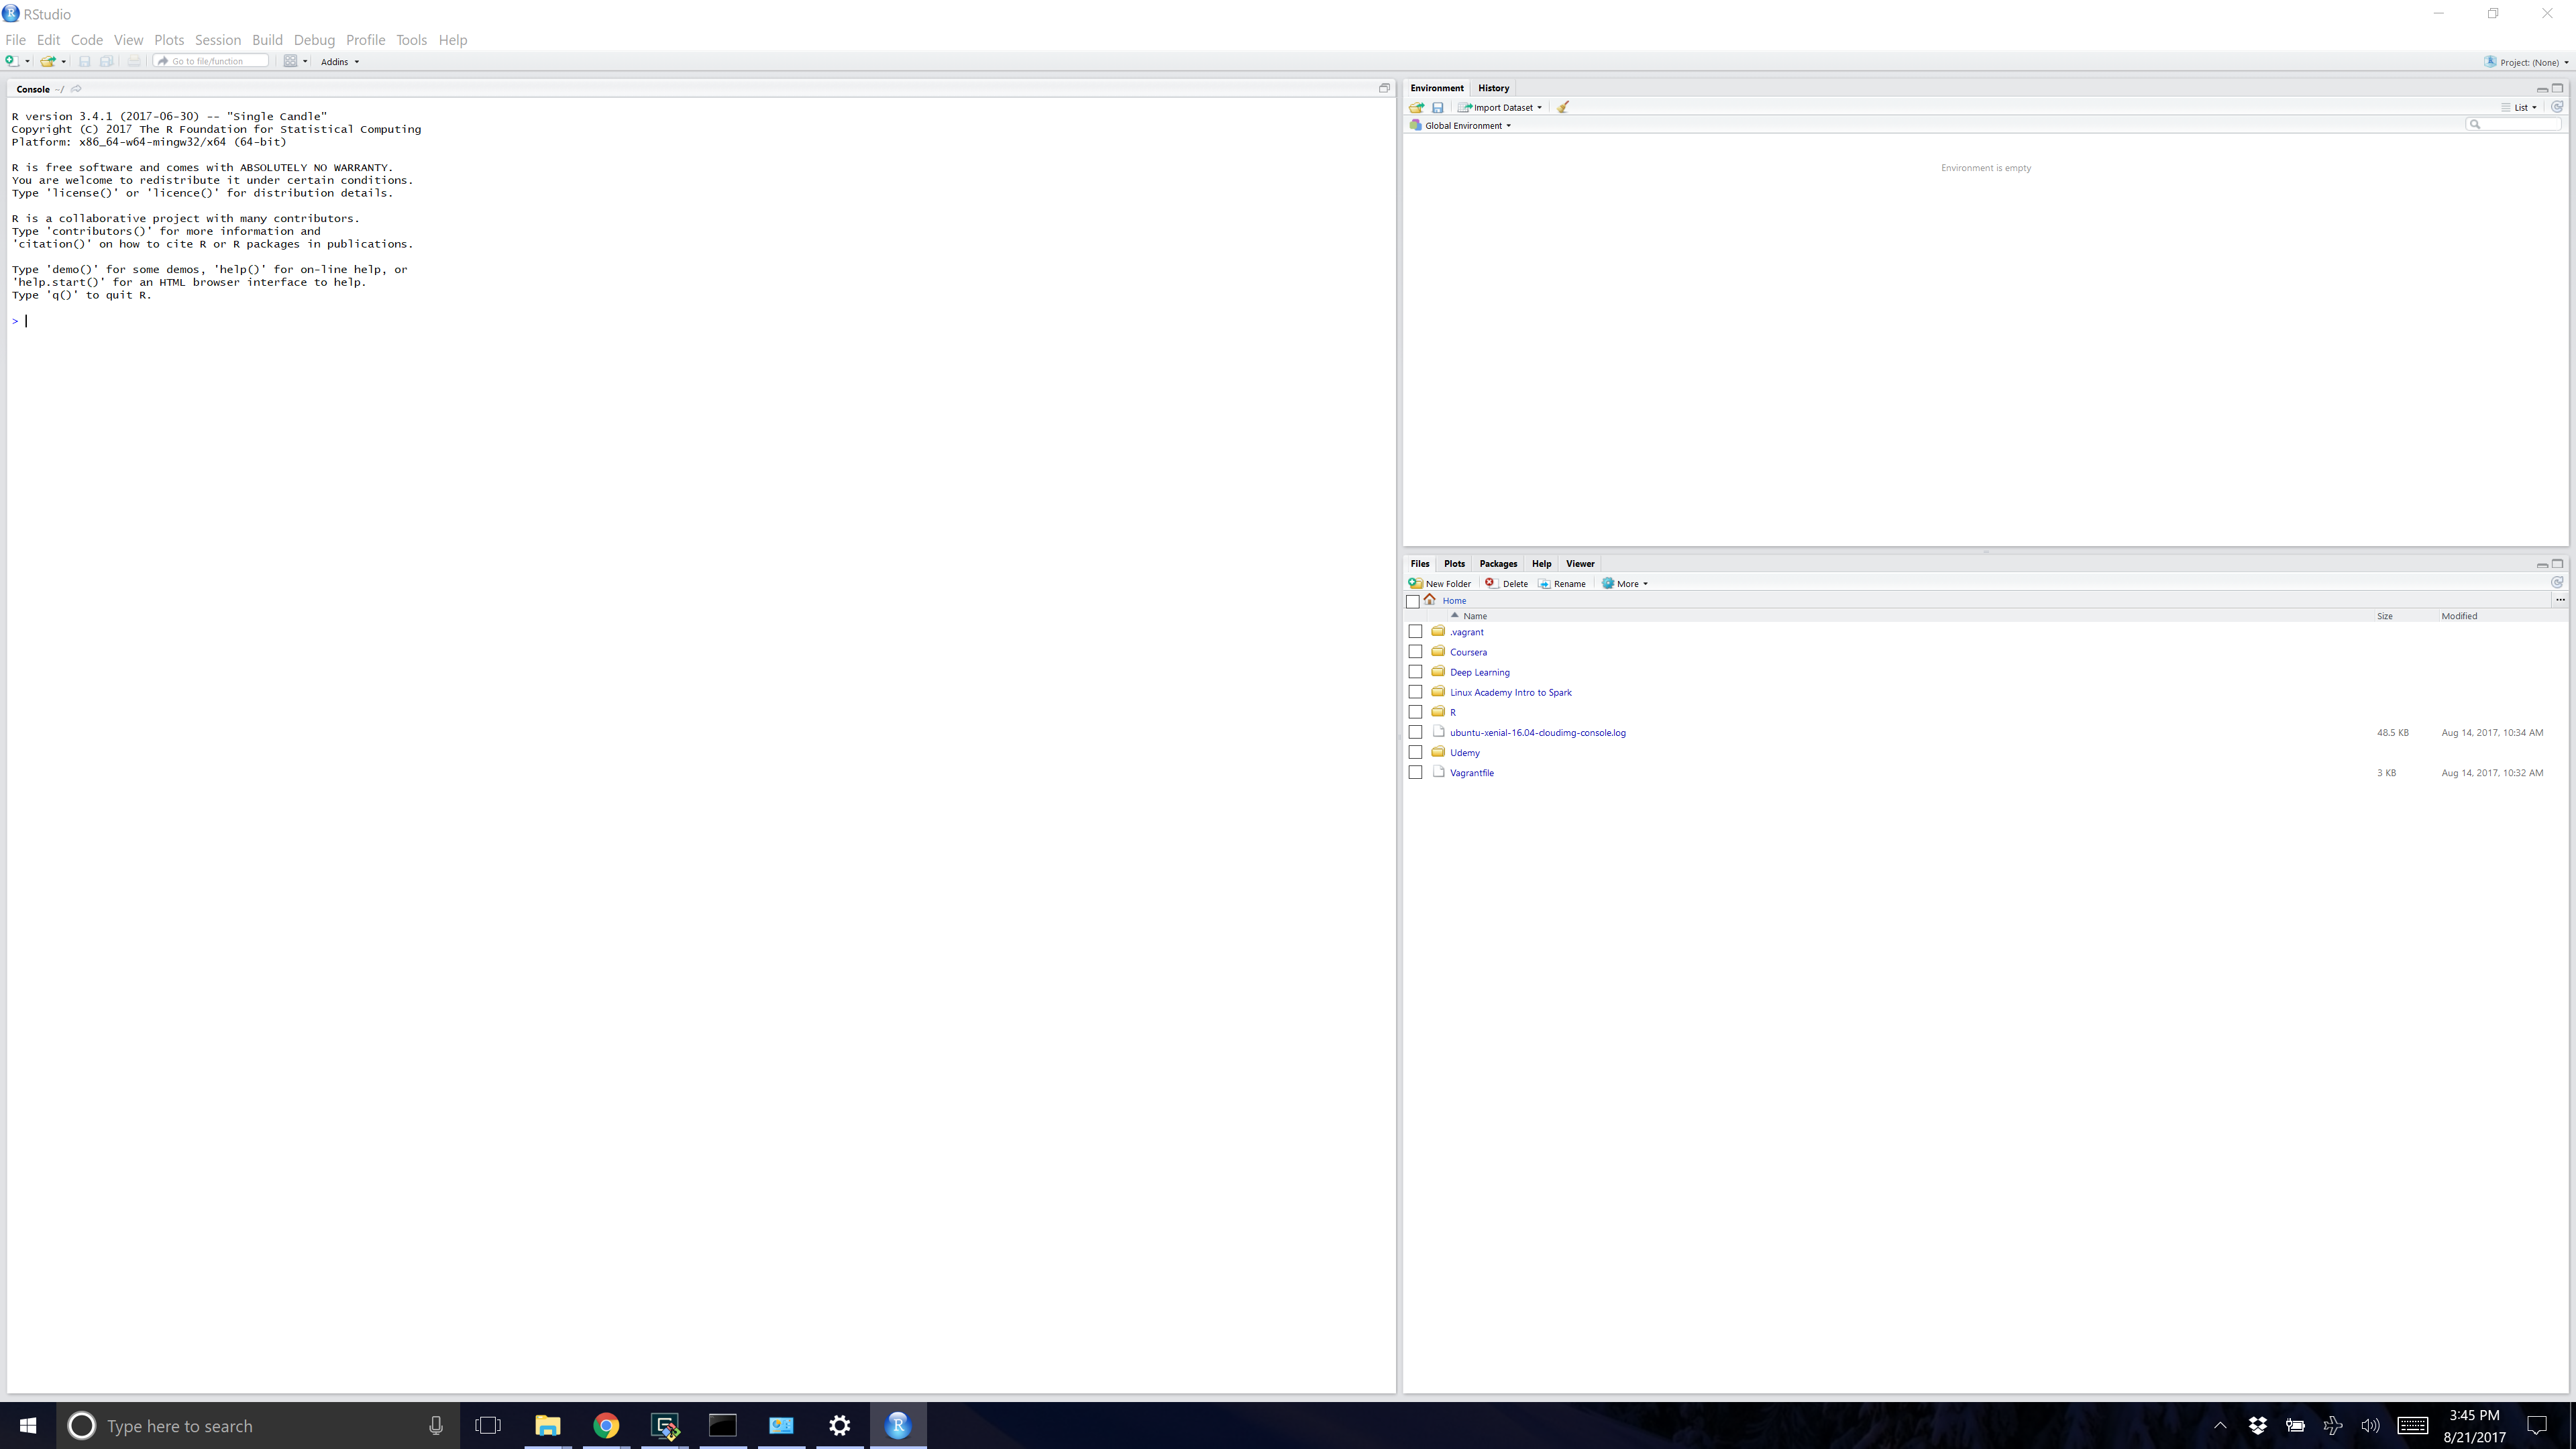 RStudio
File Edit Code View Plots Session Build Debug Profile Tools Help
Go to file/function Addins Project: (None)
Console ~/
R version 3.4.1 (2017-06-30) -- "Single Candle"
Copyright (C) 2017 The R Foundation for Statistical Computing
Platform: x86_64-w64-mingw32/x64 (64-bit)
R is free software and comes with ABSOLUTELY NO WARRANTY.
You are welcome to redistribute it under certain conditions.
Type 'license()' or 'licence()' for distribution details.
R is a collaborative project with many contributors.
Type 'contributors()' for more information and
'citation()' on how to cite R or R packages in publications.
Type 'demo()' for some demos, 'help()' for on-line help, or
'help.start()' for an HTML browser interface to help.
Type 'q()' to quit R.
>
Environment History
Import Dataset List
Global Environment
Environment is empty
Files Plots Packages Help Viewer
New Folder Delete Rename More
Home ...
Name Size Modified
.vagrant
Coursera
Deep Learning
Linux Academy Intro to Spark
R
ubuntu-xenial-16.04-cloudimg-console.log 48.5 KB Aug 14, 2017, 10:34 AM
Udemy
Vagrantfile 3 KB Aug 14, 2017, 10:32 AM
Type here to search
3:45 PM
8/21/2017